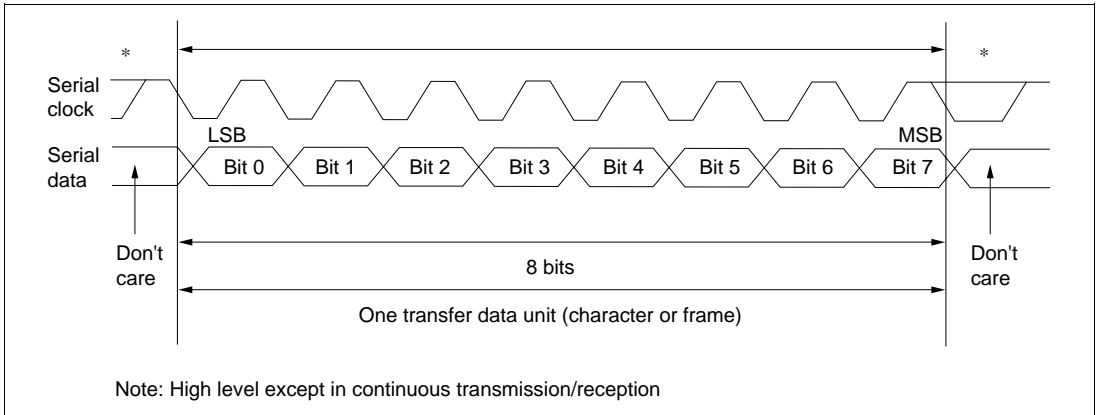 * *
Serial
clock
LSB MSB
Serial
data
Bit 0 Bit 1 Bit 2 Bit 3 Bit 4 Bit 5 Bit 6 Bit 7
Don't
care
Don't
care
8 bits
One transfer data unit (character or frame)
Note: High level except in continuous transmission/reception